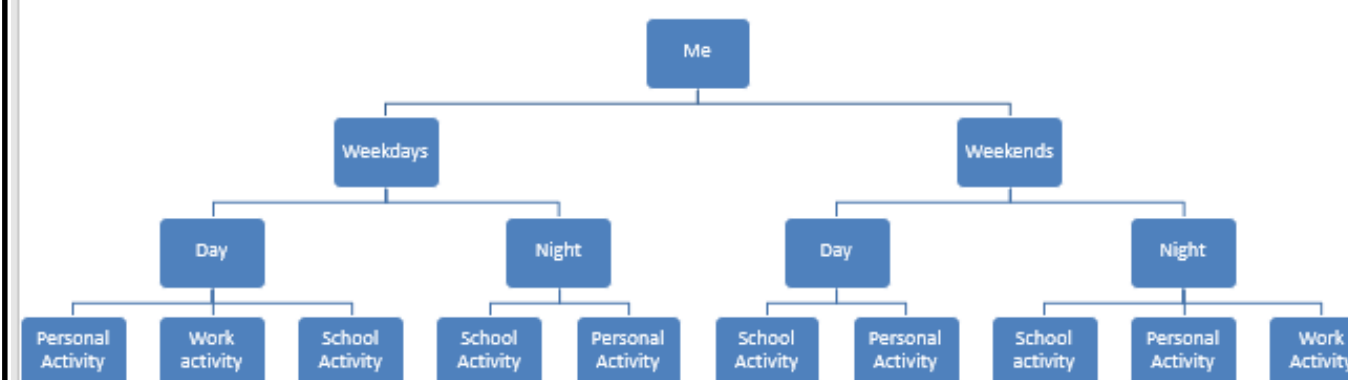 Me
Weekdays
Weekends
Day
Night
Day
Night
Personal
Activity
Work
activity
School
Activity
School
Activity
Personal
Activity
School
Activity
Personal
Activity
School
activity
Personal
Activity
Work
Activity